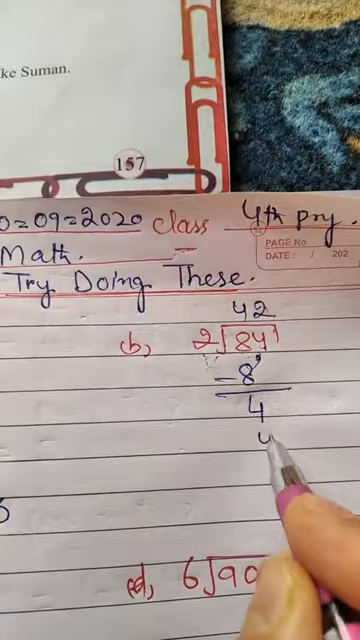 ke Suman.
157
0=09=2020 class 4th pry.
PAGE No
DATE: / 202
Math.
Try Doing These.
42
(b), 2√84
-8
4
4
(d), 6√90